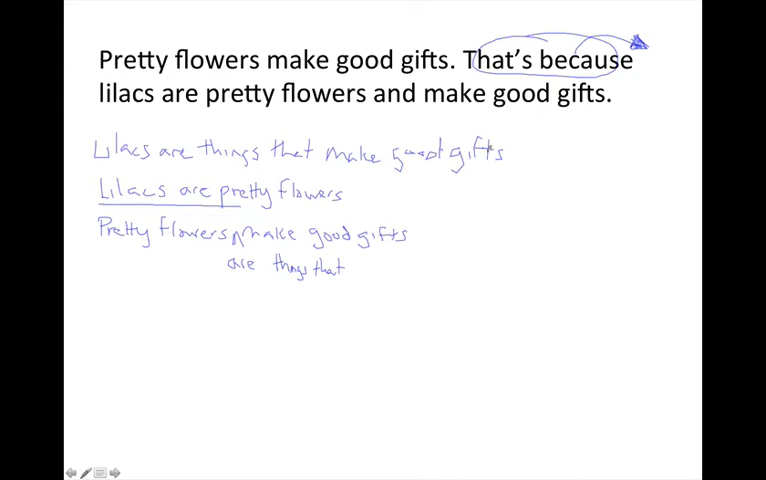 Pretty flowers make good gifts. That's because
lilacs are pretty flowers and make good gifts.
Lilacs are things that make good gifts
Lilacs are pretty flowers
Pretty flowers make good gifts
are things that